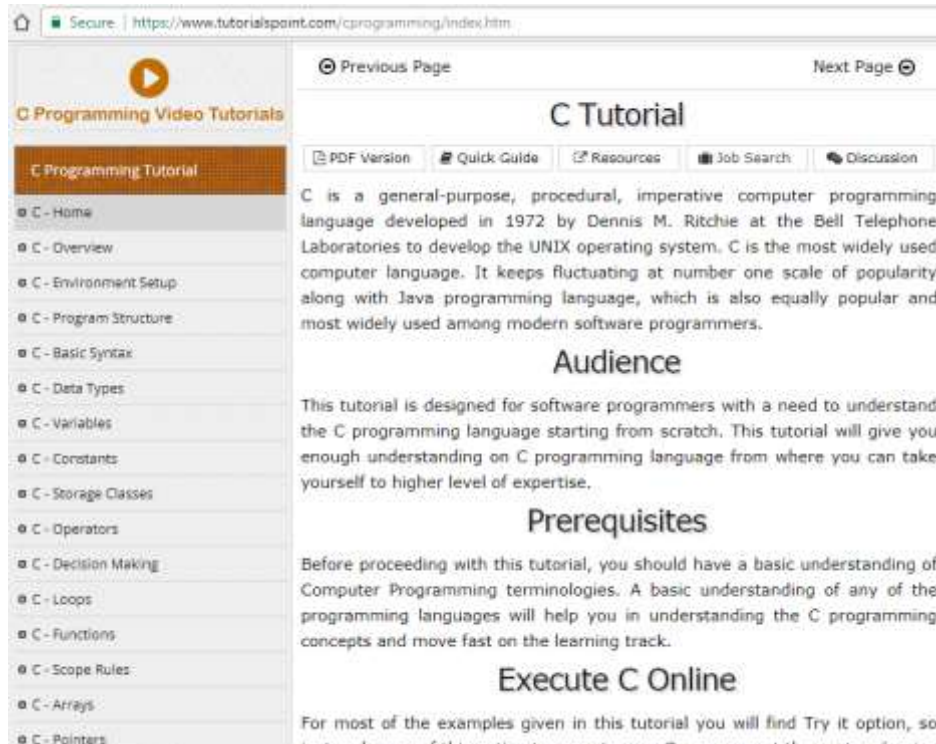 Secure | https://www.tutorialspoint.com/cprogramming/index.htm
C Programming Video Tutorials
C Programming Tutorial
C - Home
C - Overview
C - Environment Setup
C - Program Structure
C - Basic Syntax
C - Data Types
C - Variables
C - Constants
C - Storage Classes
C - Operators
C - Decision Making
C - Loops
C - Functions
C - Scope Rules
C - Arrays
C - Pointers
Previous Page
Next Page
C Tutorial
PDF Version
Quick Guide
Resources
Job Search
Discussion
C is a general-purpose, procedural, imperative computer programming
language developed in 1972 by Dennis M. Ritchie at the Bell Telephone
Laboratories to develop the UNIX operating system. C is the most widely used
computer language. It keeps fluctuating at number one scale of popularity
along with Java programming language, which is also equally popular and
most widely used among modern software programmers.
Audience
This tutorial is designed for software programmers with a need to understand
the C programming language starting from scratch. This tutorial will give you
enough understanding on C programming language from where you can take
yourself to higher level of expertise.
Prerequisites
Before proceeding with this tutorial, you should have a basic understanding of
Computer Programming terminologies. A basic understanding of any of the
programming languages will help you in understanding the C programming
concepts and move fast on the learning track.
Execute C Online
For most of the examples given in this tutorial you will find Try it option, so